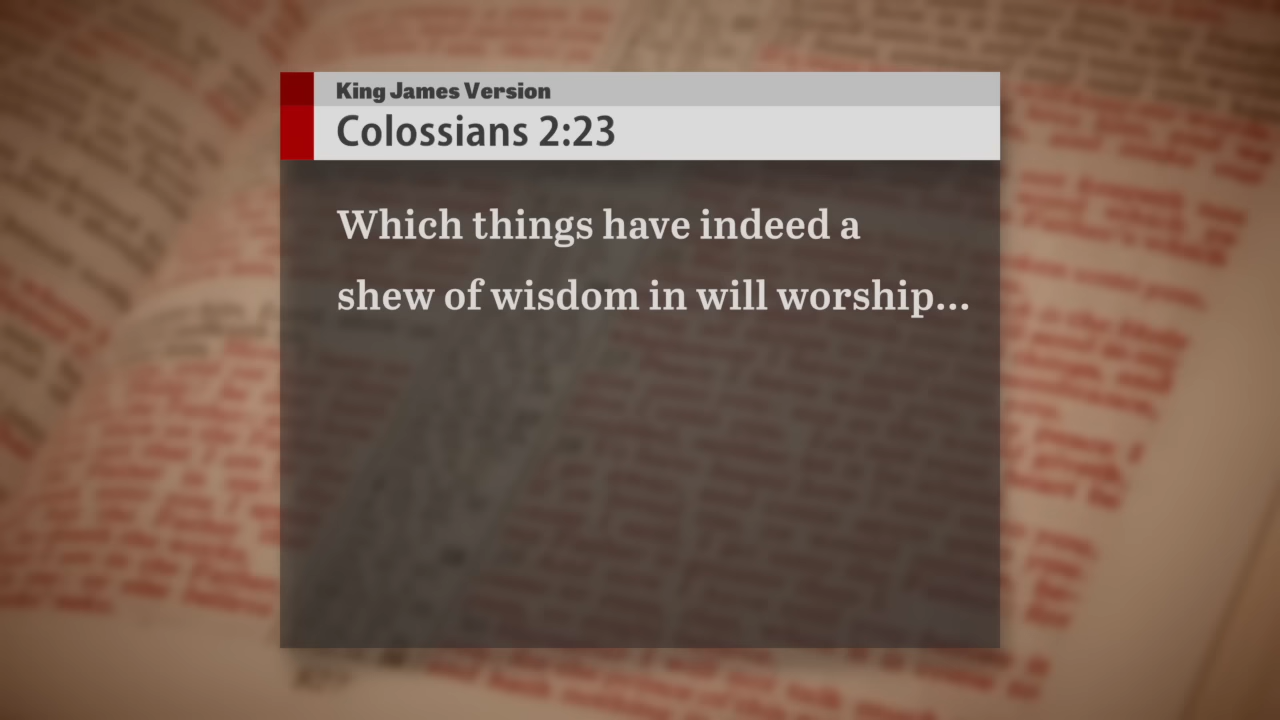 King James Version
Colossians 2:23
Which things have indeed a
shew of wisdom in will worship...